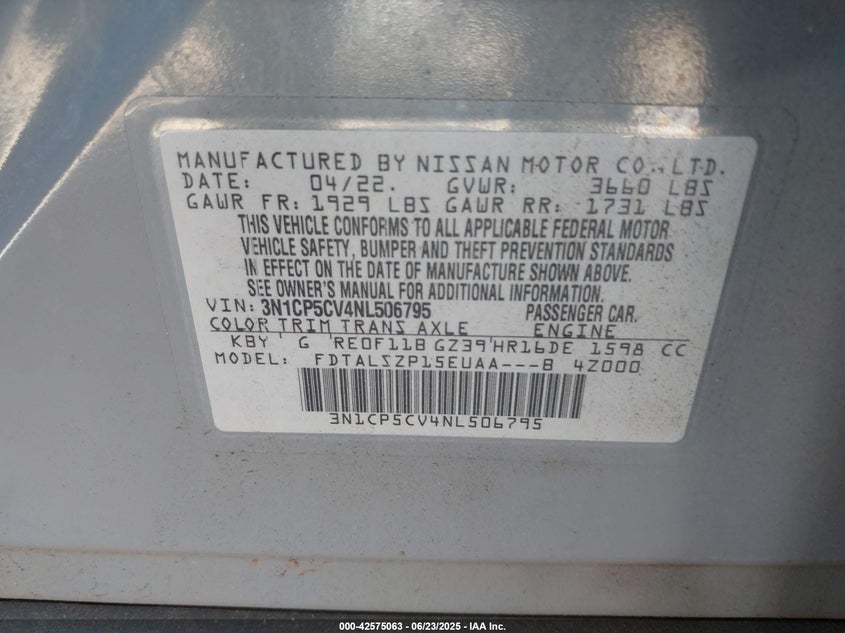 MANUFACTURED BY NISSAN MOTOR CO.,LTD.
DATE: 04/22. GVWR: 3660 LBS
GAWR FR: 1929 LBS GAWR RR: 1731 LBS
THIS VEHICLE CONFORMS TO ALL APPLICABLE FEDERAL MOTOR
VEHICLE SAFETY, BUMPER AND THEFT PREVENTION STANDARDS
IN EFFECT ON THE DATE OF MANUFACTURE SHOWN ABOVE.
SEE OWNER'S MANUAL FOR ADDITIONAL INFORMATION.
VIN: 3N1CP5CV4NL506795 PASSENGER CAR.
COLOR TRIM TRANS AXLE ENGINE
KBY G RE0F11B GZ39 HR16DE 1598 CC
MODEL: FDTALSZP15EUAA---B 4Z000
3N1CP5CV4NL506795
000-42575063 - 06/23/2025 - IAA Inc.